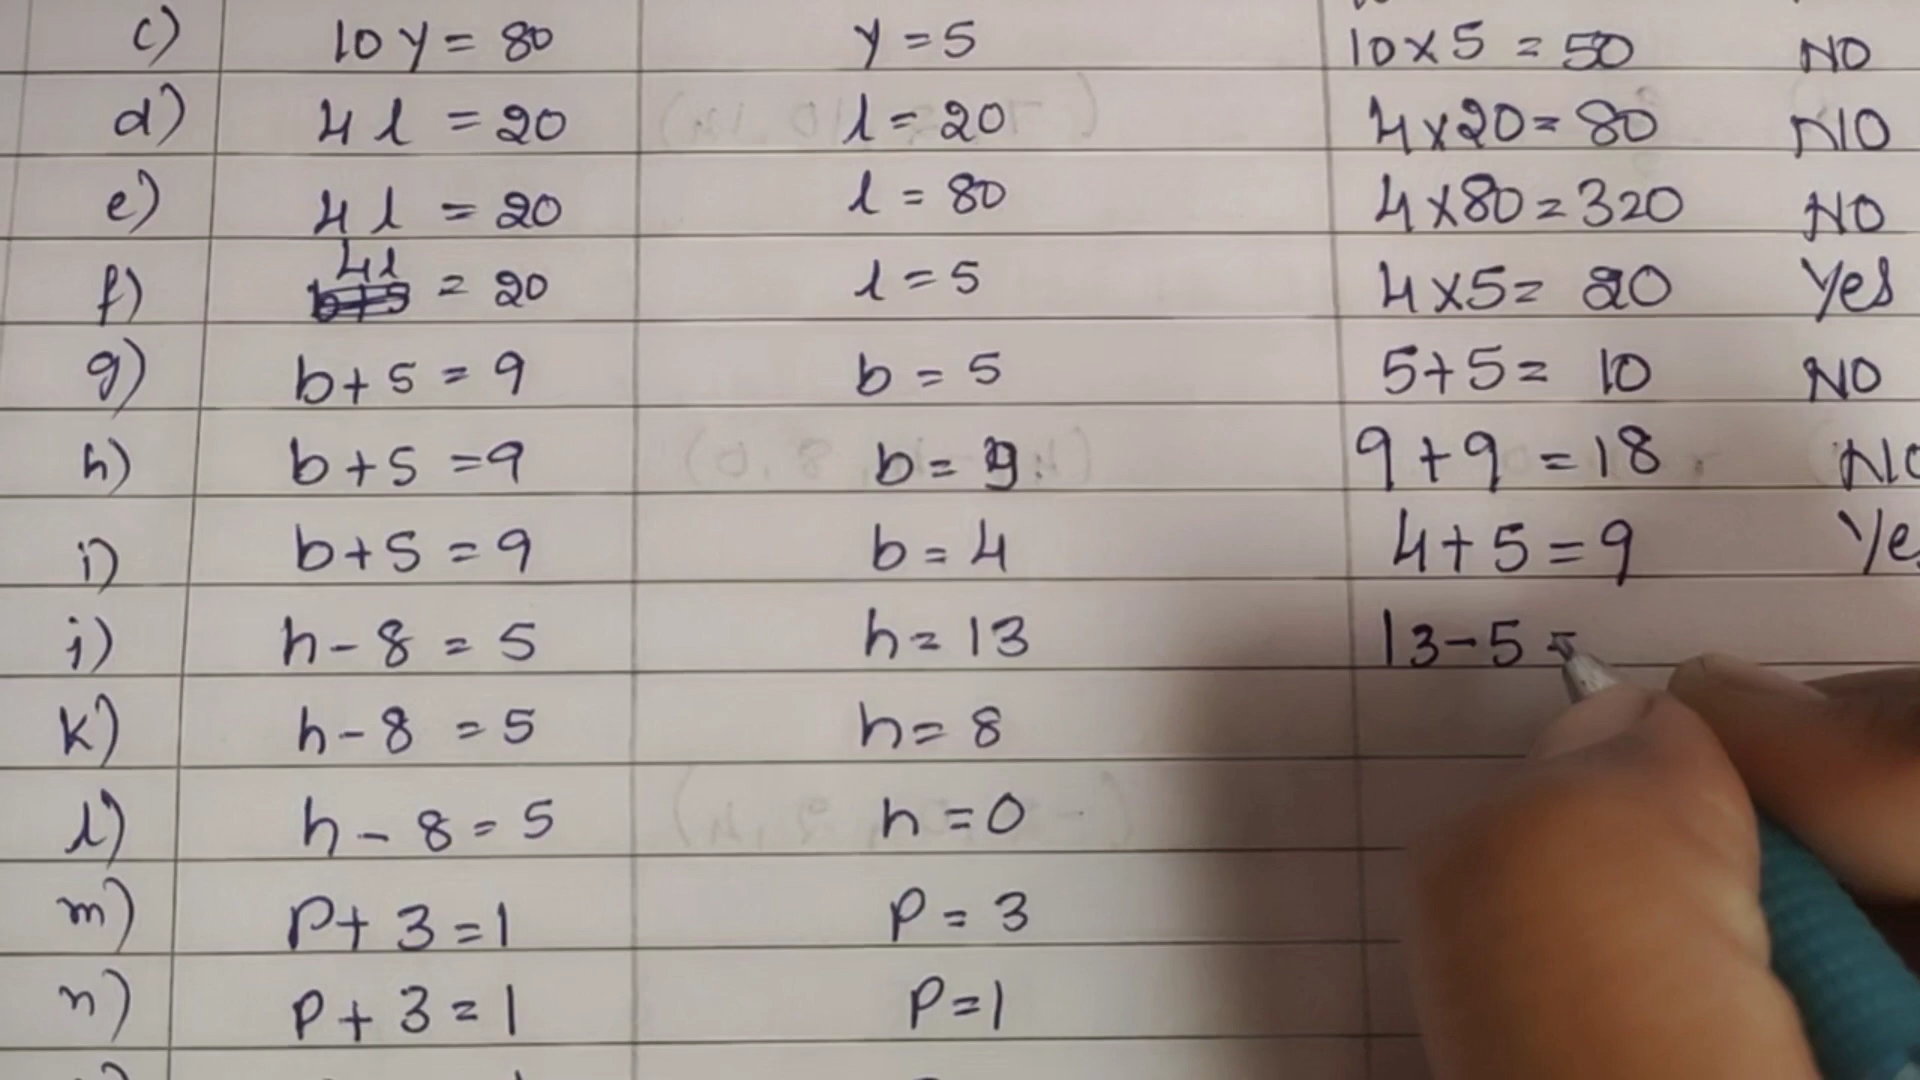 c) 10y = 80 y = 5 10×5 = 50 NO
d) 4l = 20 l = 20 4×20 = 80 NO
e) 4l = 20 l = 80 4×80 = 320 NO
f) 4l = 20 l = 5 4×5 = 20 Yes
g) b+5 = 9 b = 5 5+5 = 10 NO
h) b+5 = 9 b = 9 9+9 = 18 NO
i) b+5 = 9 b = 4 4+5 = 9 Ye
j) h-8 = 5 h = 13 13-5 =
k) h-8 = 5 h = 8
l) h-8 = 5 h = 0
m) p+3 = 1 p = 3
n) p+3 = 1 p = 1